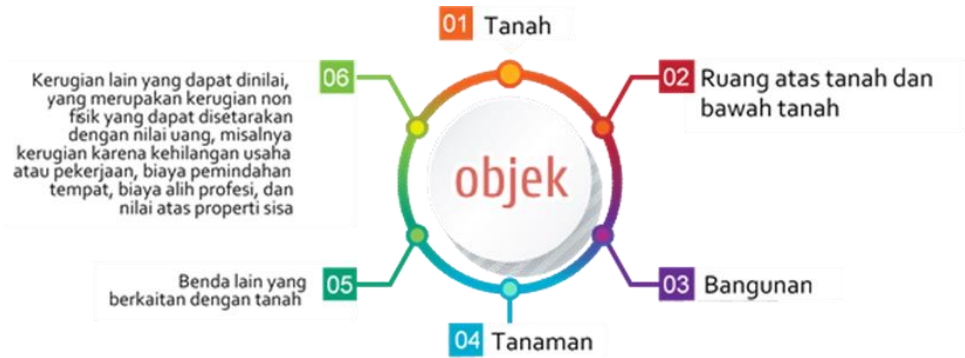 objek
01 Tanah
02 Ruang atas tanah dan
bawah tanah
03 Bangunan
04 Tanaman
05 Benda lain yang
berkaitan dengan tanah
06 Kerugian lain yang dapat dinilai,
yang merupakan kerugian non
fisik yang dapat disetarakan
dengan nilai uang, misalnya
kerugian karena kehilangan usaha
atau pekerjaan, biaya pemindahan
tempat, biaya alih profesi, dan
nilai atas properti sisa